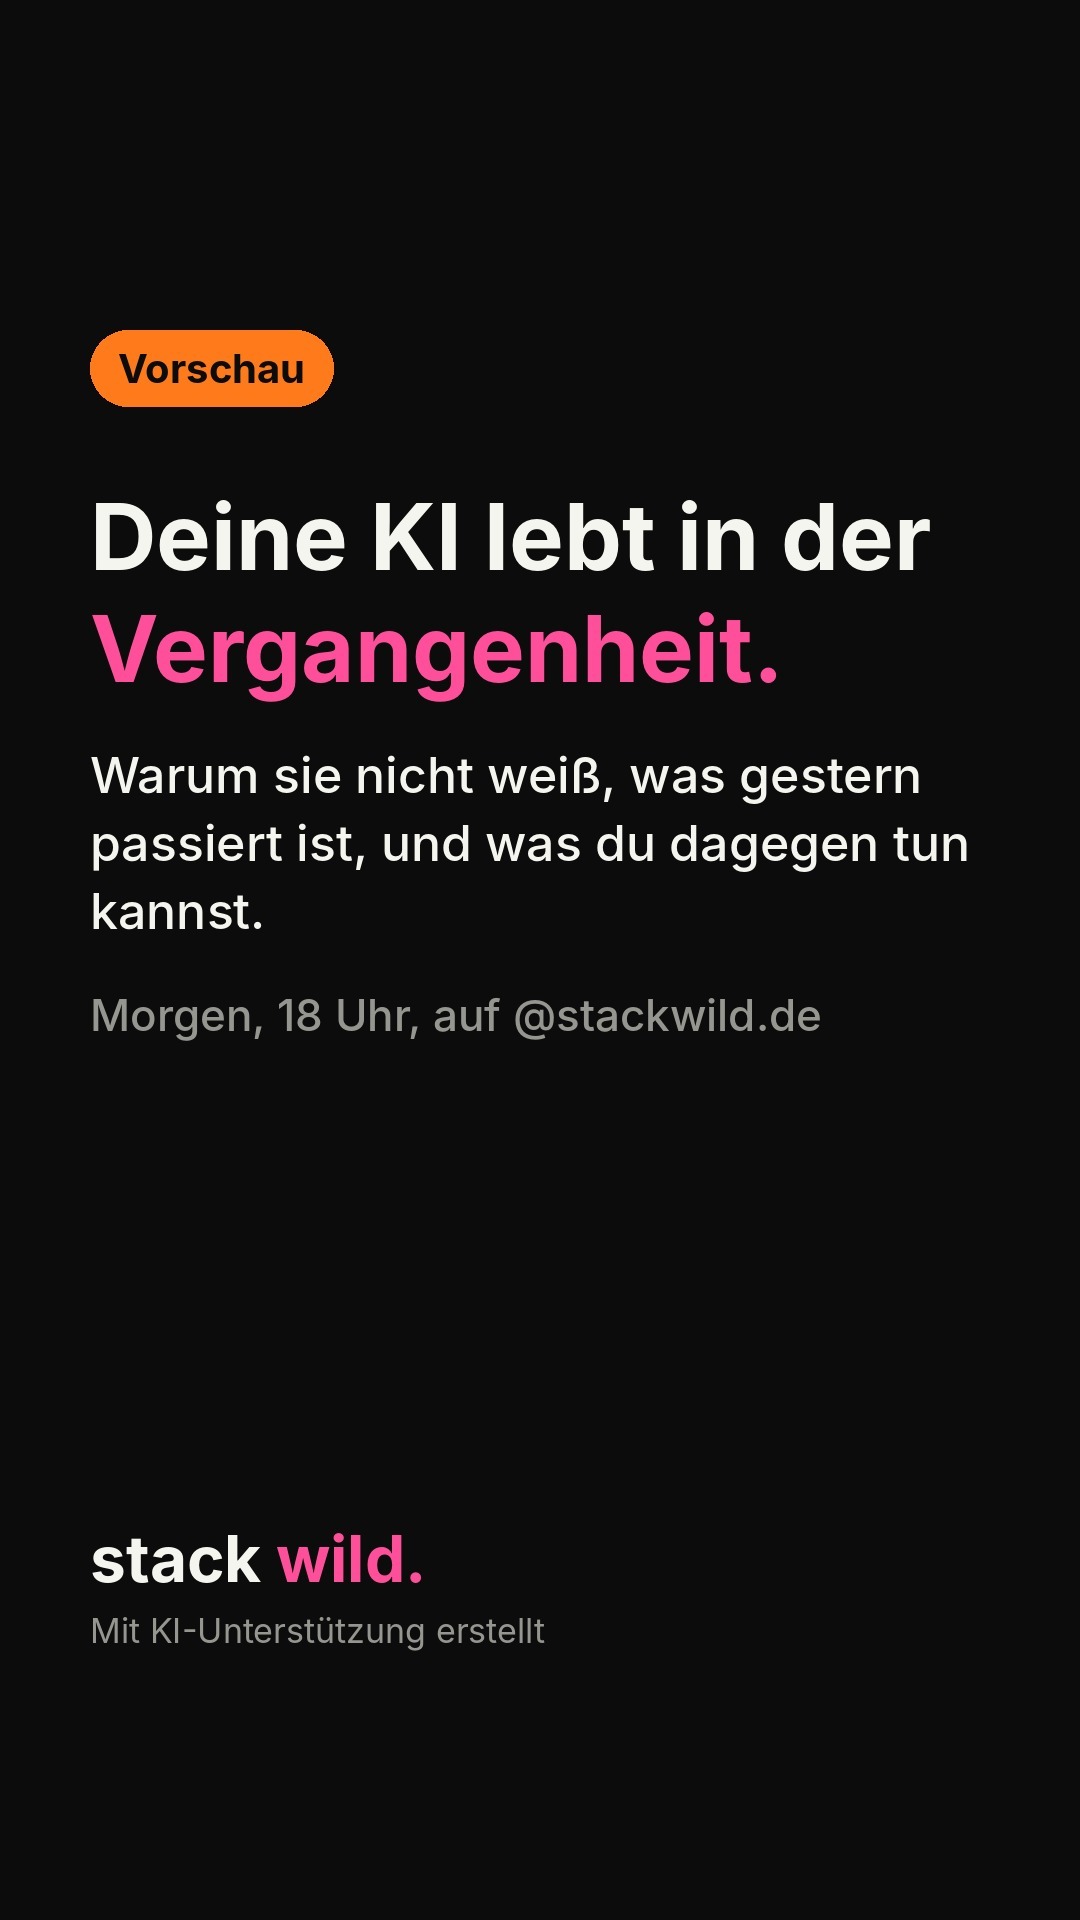 Vorschau
Deine KI lebt in der
Vergangenheit.
Warum sie nicht weiß, was gestern
passiert ist, und was du dagegen tun
kannst.
Morgen, 18 Uhr, auf @stackwild.de
stack wild.
Mit KI-Unterstützung erstellt